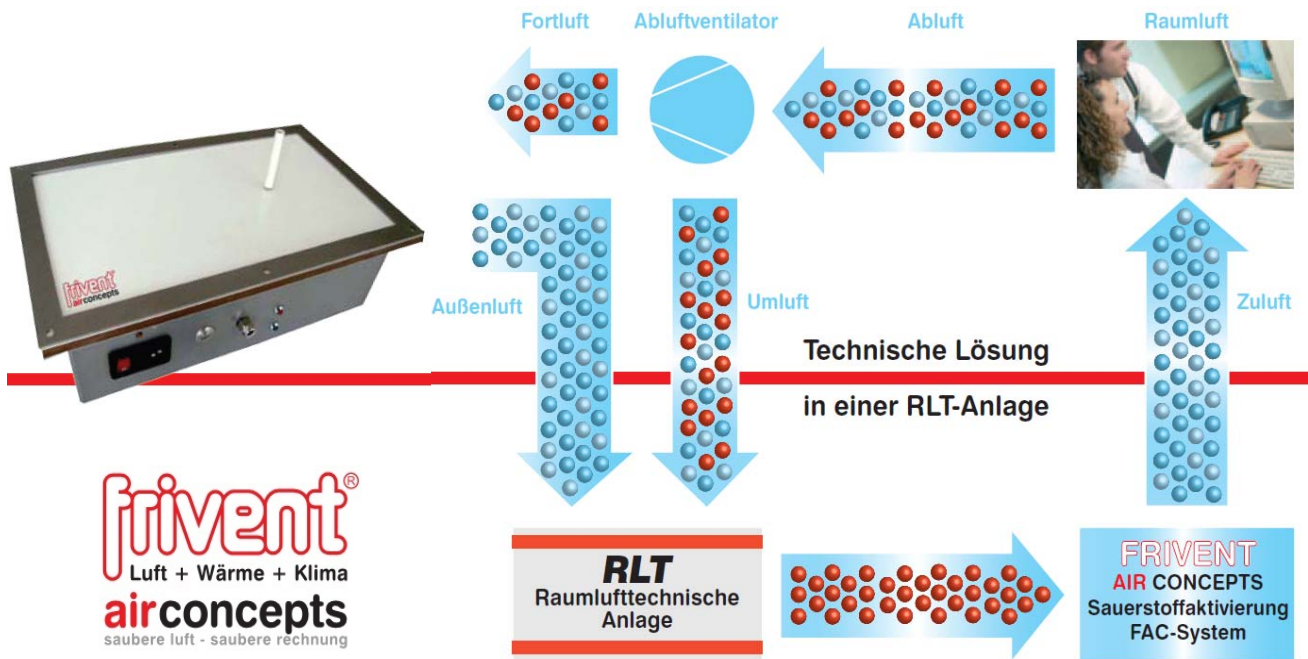 Fortluft
Abluftventilator
Abluft
Raumluft
frivent
airconcepts
Außenluft
Umluft
Zuluft
Technische Lösung
in einer RLT-Anlage
frivent®
Luft + Wärme + Klima
airconcepts
saubere luft - saubere rechnung
RLT
Raumlufttechnische
Anlage
FRIVENT
AIR CONCEPTS
Sauerstoffaktivierung
FAC-System